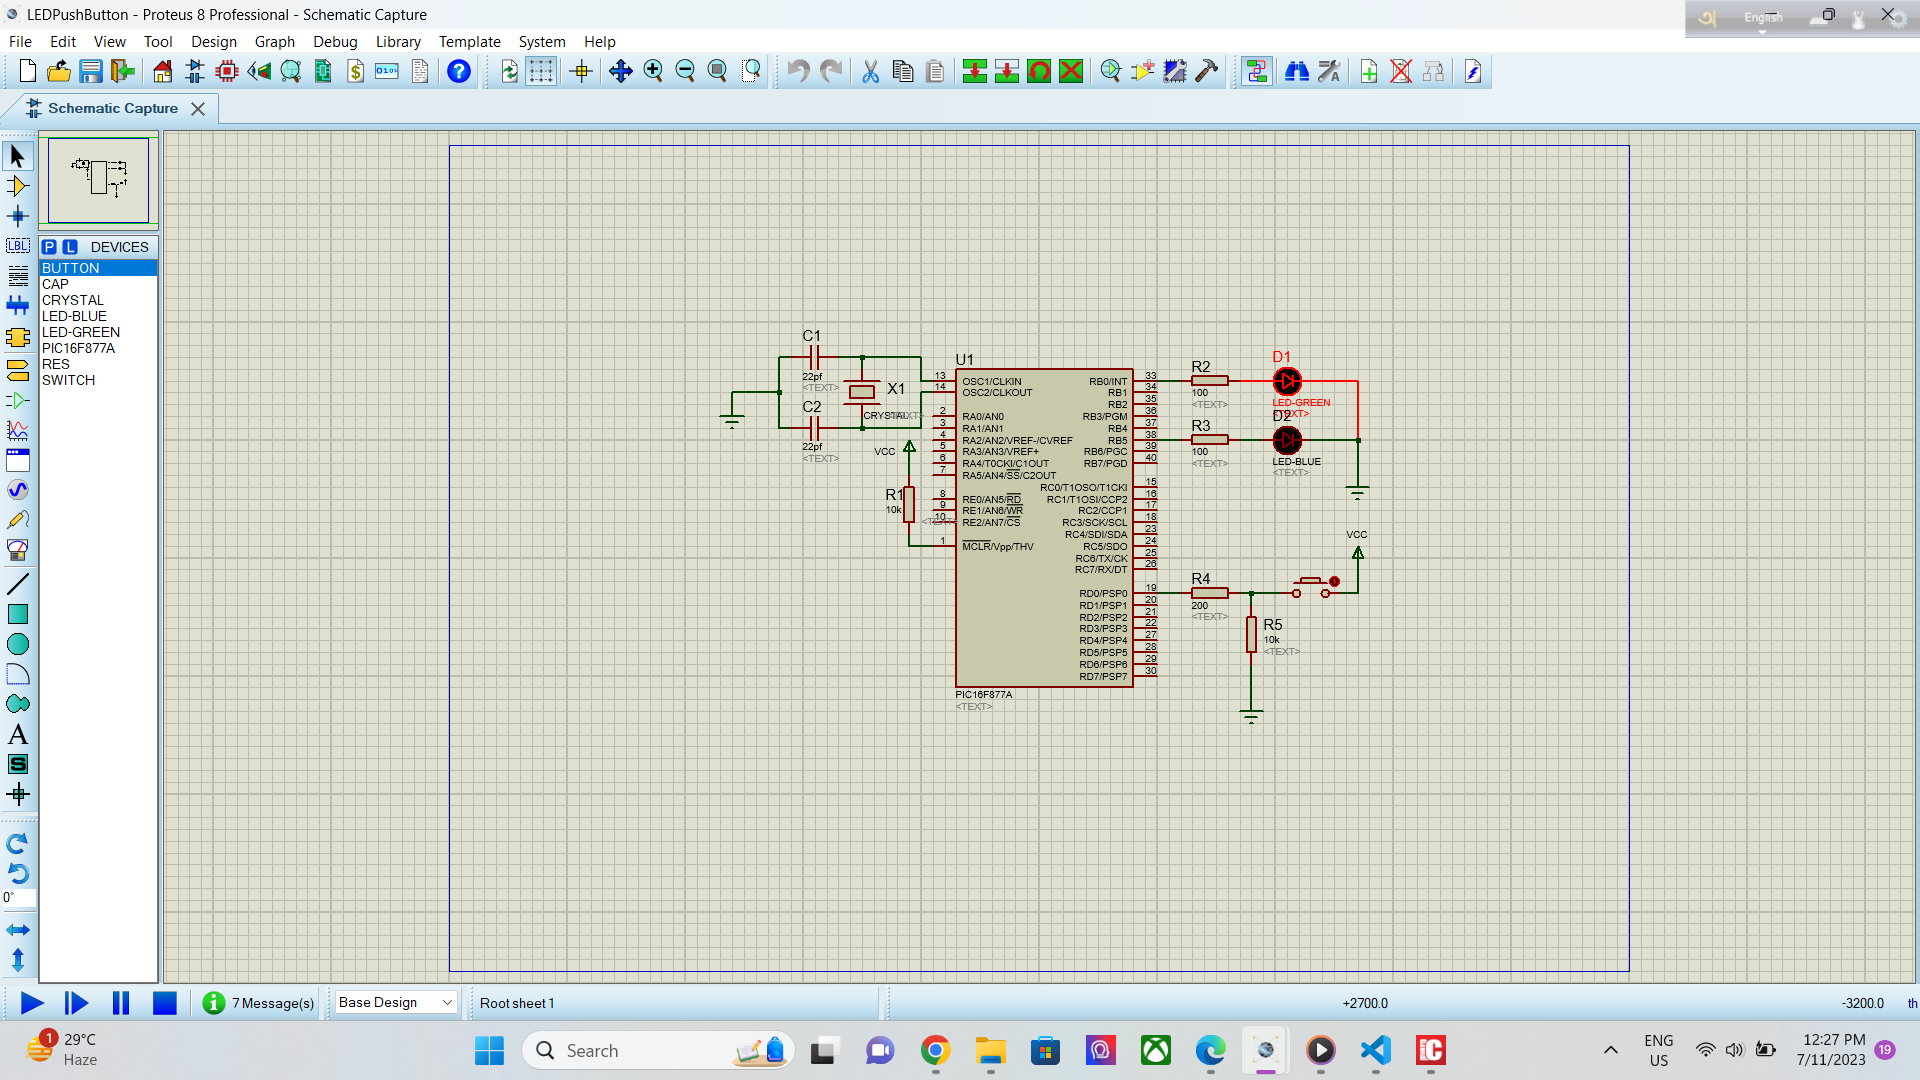 LEDPushButton - Proteus 8 Professional - Schematic Capture
English
File Edit View Tool Design Graph Debug Library Template System Help
Schematic Capture
P L DEVICES
BUTTON
CAP
CRYSTAL
LED-BLUE
LED-GREEN
PIC16F877A
RES
SWITCH
LBL
A
S
0°
C1
22pf
<TEXT>
C2
22pf
<TEXT>
X1
CRYSTAL
VCC
R1
10k
<TEXT>
U1
13 OSC1/CLKIN
14 OSC2/CLKOUT
2 RA0/AN0
3 RA1/AN1
4 RA2/AN2/VREF-/CVREF
5 RA3/AN3/VREF+
6 RA4/T0CKI/C1OUT
7 RA5/AN4/SS/C2OUT
8 RE0/AN5/RD
9 RE1/AN6/WR
10 RE2/AN7/CS
1 MCLR/Vpp/THV
RB0/INT 33
RB1 34
RB2 35
RB3/PGM 36
RB4 37
RB5 38
RB6/PGC 39
RB7/PGD 40
RC0/T1OSO/T1CKI 15
RC1/T1OSI/CCP2 16
RC2/CCP1 17
RC3/SCK/SCL 18
RC4/SDI/SDA 23
RC5/SDO 24
RC6/TX/CK 25
RC7/RX/DT 26
RD0/PSP0 19
RD1/PSP1 20
RD2/PSP2 21
RD3/PSP3 22
RD4/PSP4 27
RD5/PSP5 28
RD6/PSP6 29
RD7/PSP7 30
PIC16F877A
<TEXT>
R2
100
<TEXT>
D1
LED-GREEN
<TEXT>
R3
100
<TEXT>
D2
LED-BLUE
<TEXT>
VCC
R4
200
<TEXT>
R5
10k
<TEXT>
7 Message(s)
Base Design
Root sheet 1
+2700.0
-3200.0
th
1
29°C
Haze
Search
ENG
US
12:27 PM
7/11/2023
19